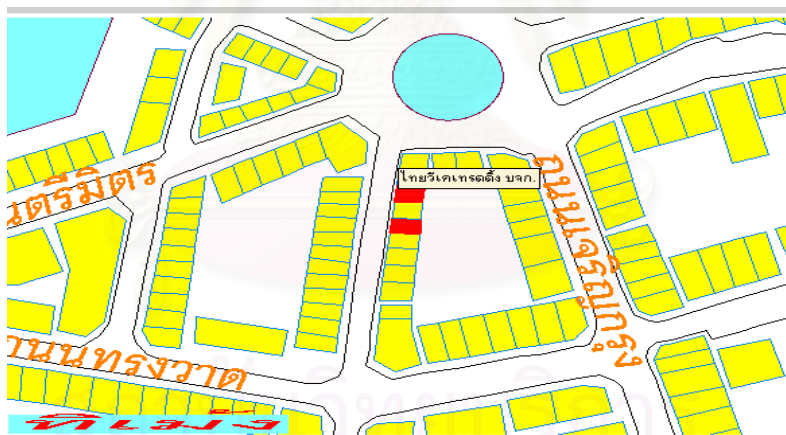 ไทยวีเคเทรดดิ้ง บจก.
นตรีมิตร
ถนนเจริญกรุง
ถนนทรงวาด